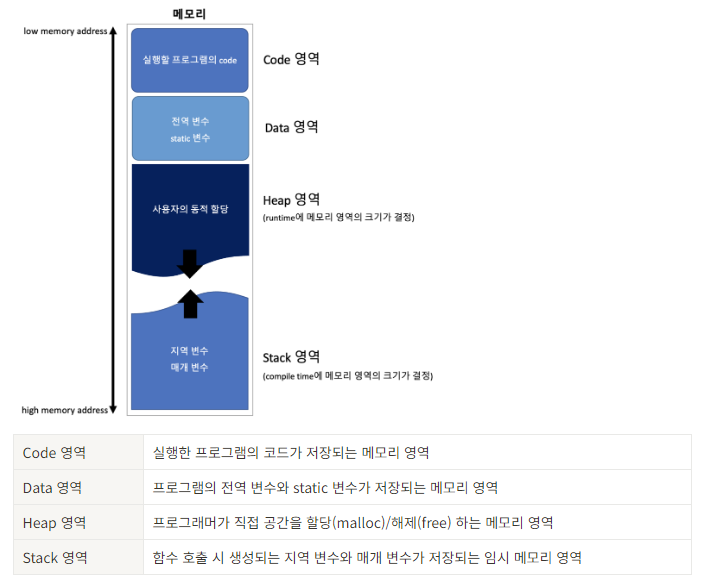 메모리
low memory address
실행할 프로그램의 code
Code 영역
전역 변수
static 변수
Data 영역
사용자의 동적 할당
Heap 영역
(runtime에 메모리 영역의 크기가 결정)
지역 변수
매개 변수
Stack 영역
(compile time에 메모리 영역의 크기가 결정)
high memory address
Code 영역 실행한 프로그램의 코드가 저장되는 메모리 영역
Data 영역 프로그램의 전역 변수와 static 변수가 저장되는 메모리 영역
Heap 영역 프로그래머가 직접 공간을 할당(malloc)/해제(free) 하는 메모리 영역
Stack 영역 함수 호출 시 생성되는 지역 변수와 매개 변수가 저장되는 임시 메모리 영역